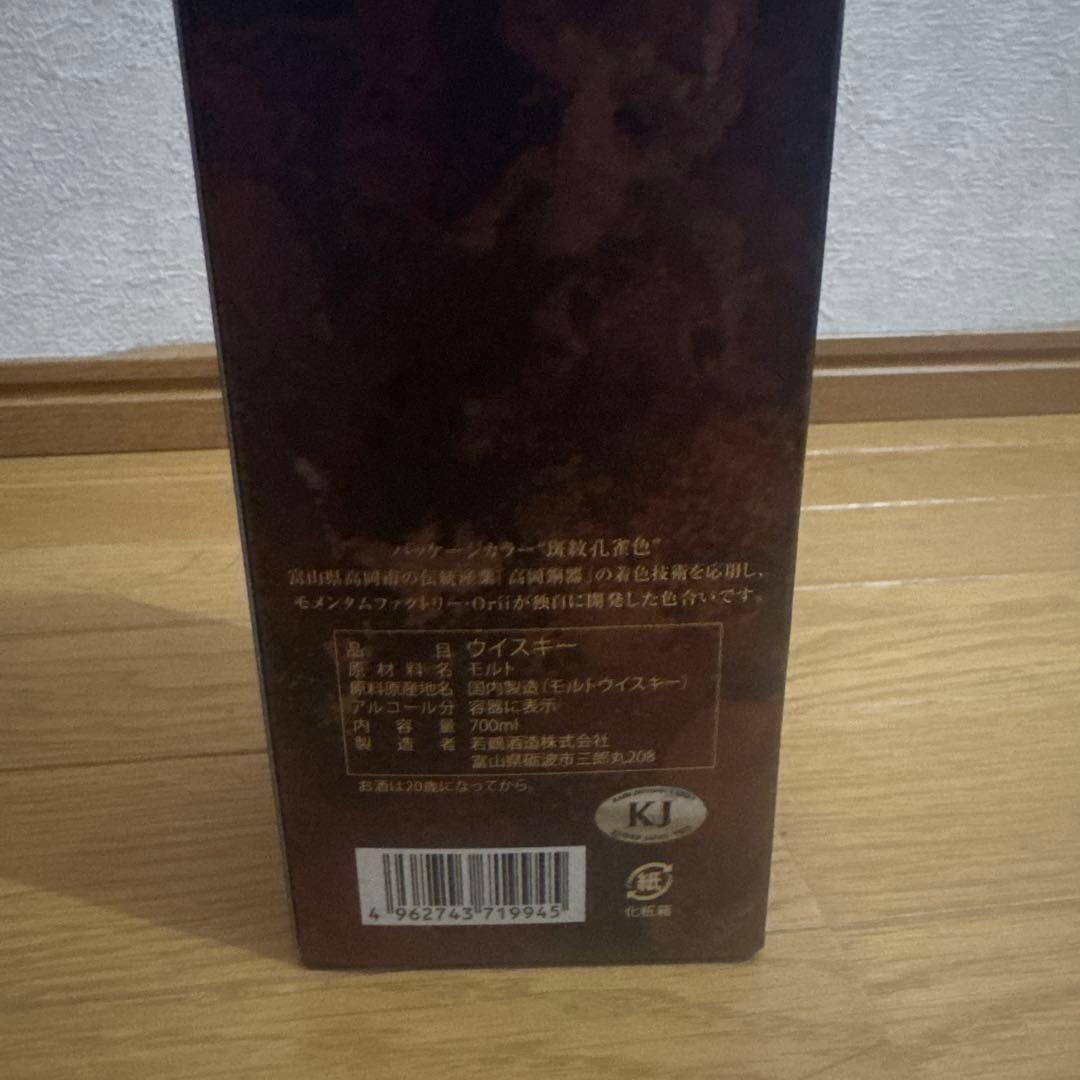 パッケージカラー"斑紋孔雀色"
富山県高岡市の伝統産業「高岡銅器」の着色技術を応用し、
モメンタムファクトリー・Oriiが独自に開発した色合いです。
品目 ウイスキー
原材料名 モルト
原料原産地名 国内製造(モルトウイスキー)
アルコール分 容器に表示
内容量 700ml
製造者 若鶴酒造株式会社
富山県砺波市三郎丸208
お酒は20歳になってから。
KJ
紙
化粧箱
4 962743 719945